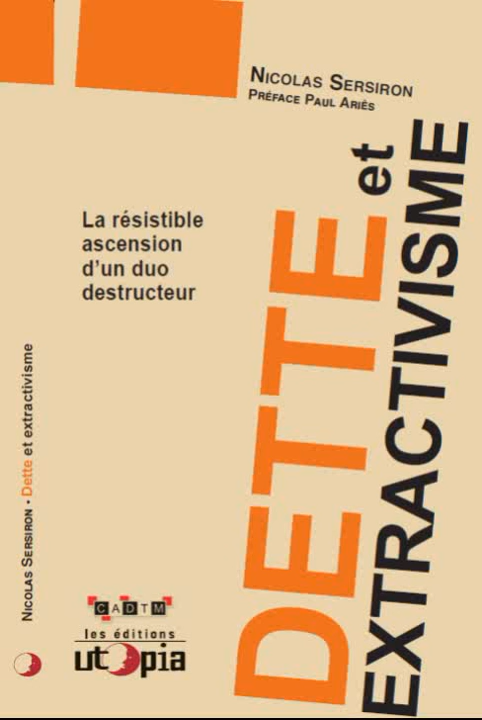 NICOLAS SERSIRON
PRÉFACE PAUL ARIÈS
DETTE et
EXTRACTIVISME
La résistible
ascension
d'un duo
destructeur
NICOLAS SERSIRON • Dette et extractivisme
CADTM
les éditions
utopia